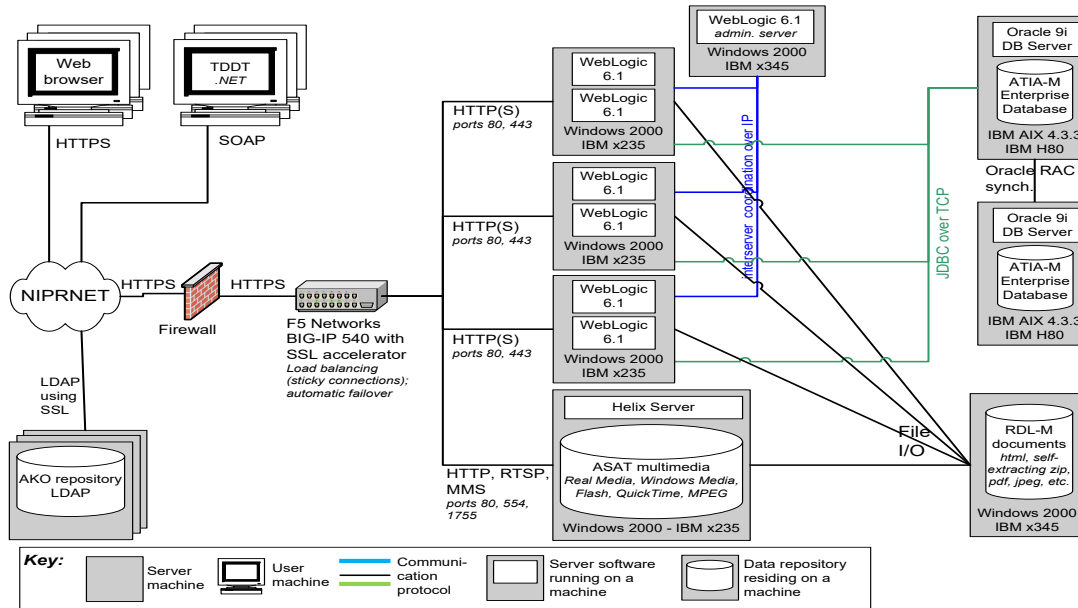 Web
browser
TDDT
.NET
HTTPS
SOAP
NIPRNET
HTTPS
Firewall
HTTPS
F5 Networks
BIG-IP 540 with
SSL accelerator
Load balancing
(sticky connections);
automatic failover
LDAP
using
SSL
AKO repository
LDAP
HTTP(S)
ports 80, 443
WebLogic
6.1
WebLogic
6.1
Windows 2000
IBM x235
HTTP(S)
ports 80, 443
WebLogic
6.1
WebLogic
6.1
Windows 2000
IBM x235
HTTP(S)
ports 80, 443
WebLogic
6.1
WebLogic
6.1
Windows 2000
IBM x235
WebLogic 6.1
admin. server
Windows 2000
IBM x345
Interserver coordination over IP
JDBC over TCP
Oracle 9i
DB Server
ATIA-M
Enterprise
Database
IBM AIX 4.3.3
IBM H80
Oracle RAC
synch.
Oracle 9i
DB Server
ATIA-M
Enterprise
Database
IBM AIX 4.3.3
IBM H80
HTTP, RTSP,
MMS
ports 80, 554,
1755
Helix Server
ASAT multimedia
Real Media, Windows Media,
Flash, QuickTime, MPEG
Windows 2000 - IBM x235
File
I/O
RDL-M
documents
html, self-
extracting zip,
pdf, jpeg, etc.
Windows 2000
IBM x345
Key:
Server
machine
User
machine
Communi-
cation
protocol
Server software
running on a
machine
Data repository
residing on a
machine